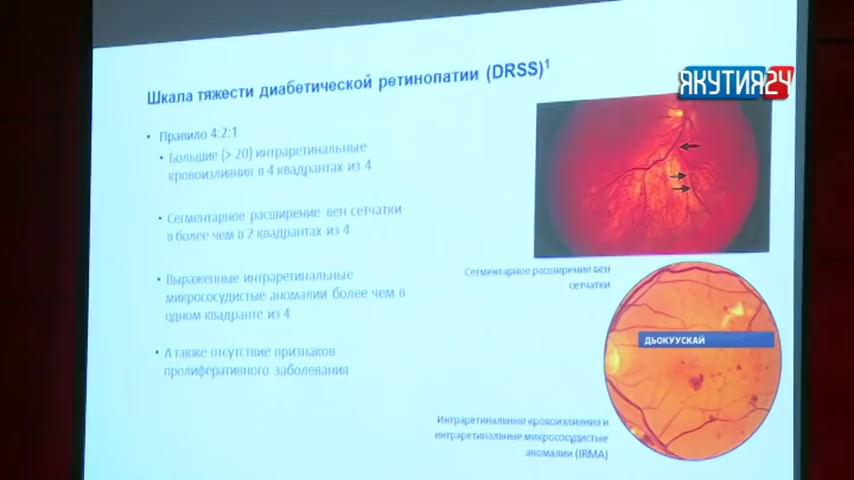 Шкала тяжести диабетической ретинопатии (DRSS)¹
ЯКУТИЯ24
• Правило 4:2:1
• Большие (> 20) интраретинальные
кровоизлияния в 4 квадрантах из 4
• Сегментарное расширение вен сетчатки
в более чем в 2 квадрантах из 4
• Выраженные интраретинальные
микрососудистые аномалии более чем в
одном квадранте из 4
• А также отсутствие признаков
пролиферативного заболевания
Сегментарное расширение вен
сетчатки
ДЬОКУУСКАЙ
Интраретинальные кровоизлияния и
интраретинальные микрососудистые
аномалии (IRMA)